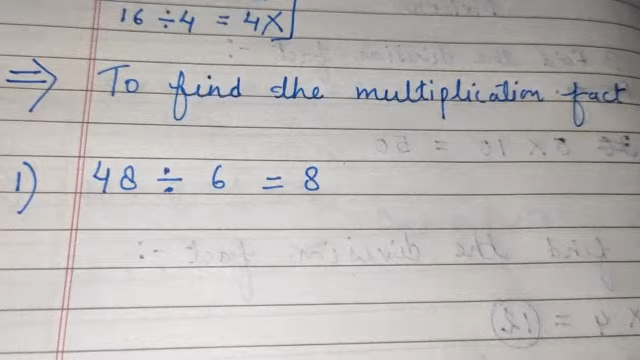 16 ÷ 4 = 4X
⇒ To find the multiplication fact
1) 48 ÷ 6 = 8